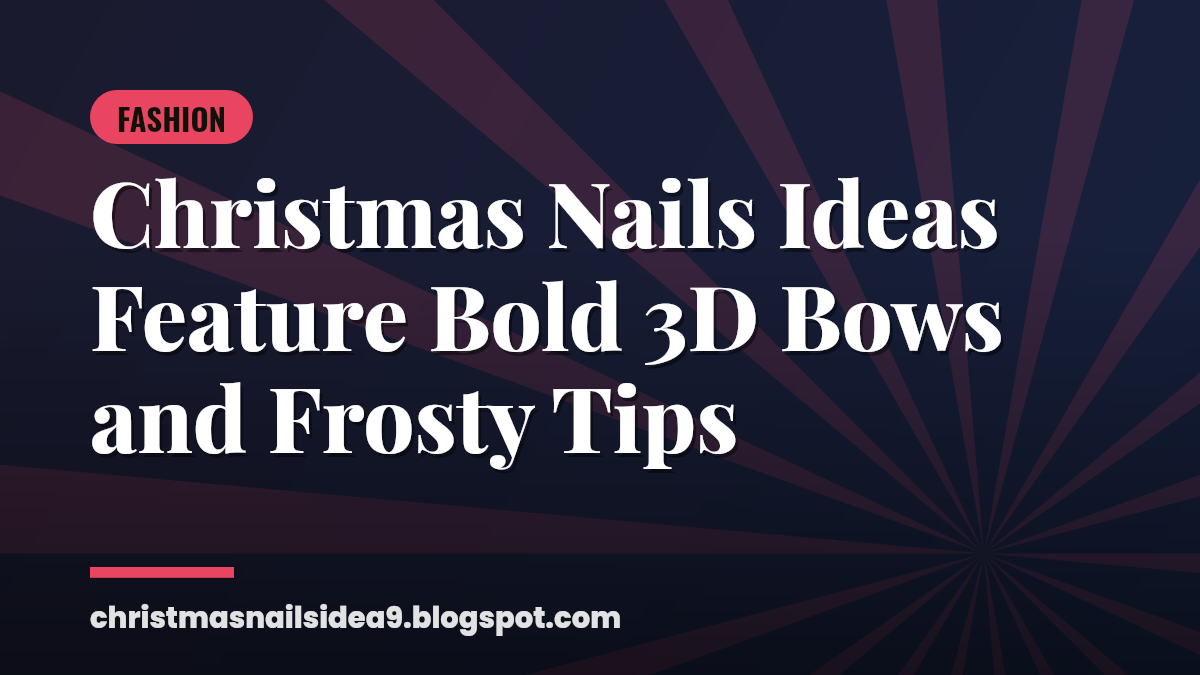 FASHION
Christmas Nails Ideas
Feature Bold 3D Bows
and Frosty Tips
christmasnailsidea9.blogspot.com